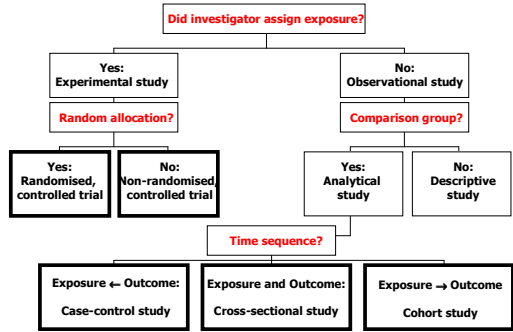 Did investigator assign exposure?
Yes:
Experimental study
No:
Observational study
Random allocation?
Comparison group?
Yes:
Randomised,
controlled trial
No:
Non-randomised,
controlled trial
Yes:
Analytical
study
No:
Descriptive
study
Time sequence?
Exposure ← Outcome:
Case-control study
Exposure and Outcome:
Cross-sectional study
Exposure → Outcome
Cohort study